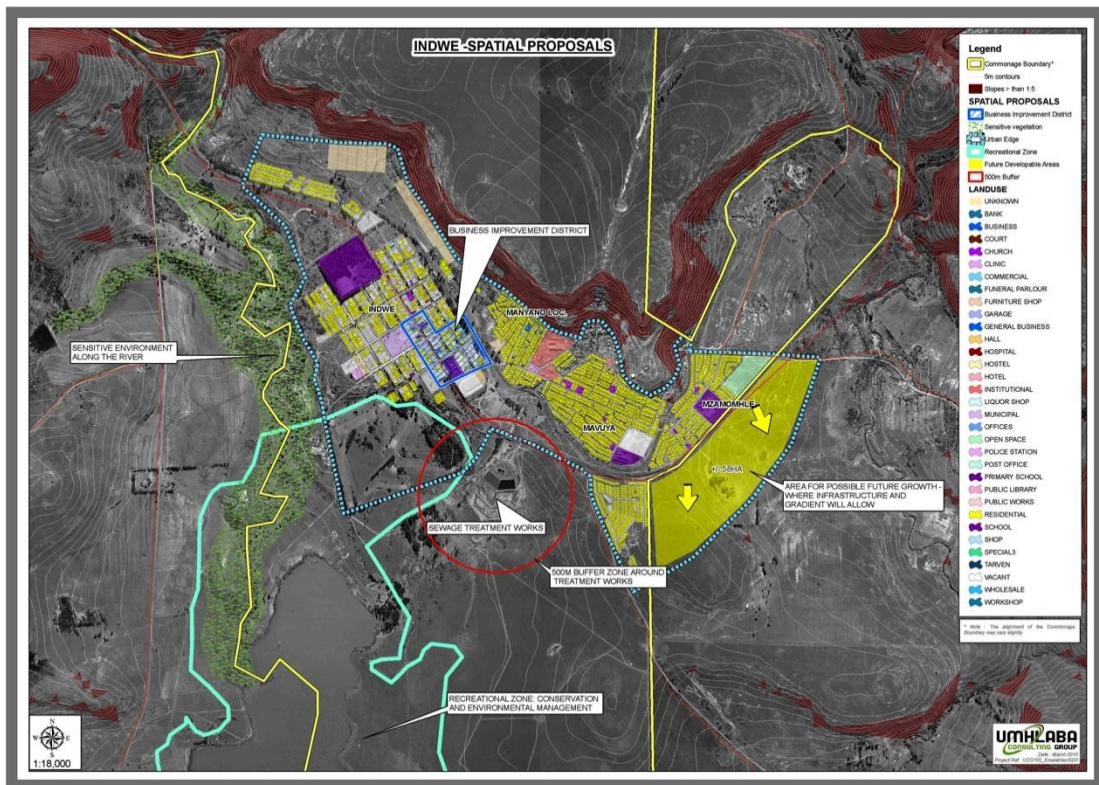 INDWE -SPATIAL PROPOSALS
Legend
Commonage Boundary*
5m contours
Slopes > than 1:5
SPATIAL PROPOSALS
Business Improvement District
Sensitive vegetation
Urban Edge
Recreational Zone
Future Developable Areas
500m Buffer
LANDUSE
UNKNOWN
BANK
BUSINESS
COURT
CHURCH
CLINIC
COMMERCIAL
FUNERAL PARLOUR
FURNITURE SHOP
GARAGE
GENERAL BUSINESS
HALL
HOSPITAL
HOSTEL
HOTEL
INSTITUTIONAL
LIQUOR SHOP
MUNICIPAL
OFFICES
OPEN SPACE
POLICE STATION
POST OFFICE
PRIMARY SCHOOL
PUBLIC LIBRARY
PUBLIC WORKS
RESIDENTIAL
SCHOOL
SHOP
SPECIAL3
TARVEN
VACANT
WHOLESALE
WORKSHOP
* Note - The alignment of the Commonage
Boundary may vary slightly
BUSINESS IMPROVEMENT DISTRICT
INDWE
MANYANO LOC.
SENSITIVE ENVIRONMENT
ALONG THE RIVER
MZAMOMHLE
MAVUYA
+/- 58HA
AREA FOR POSSIBLE FUTURE GROWTH -
WHERE INFRASTRUCTURE AND
GRADIENT WILL ALLOW
SEWAGE TREATMENT WORKS
500M BUFFER ZONE AROUND
TREATMENT WORKS
RECREATIONAL ZONE: CONSERVATION
AND ENVIRONMENTAL MANAGEMENT
N
W E
S
1:18,000
UMHLABA
CONSULTING GROUP
Date : March 2010